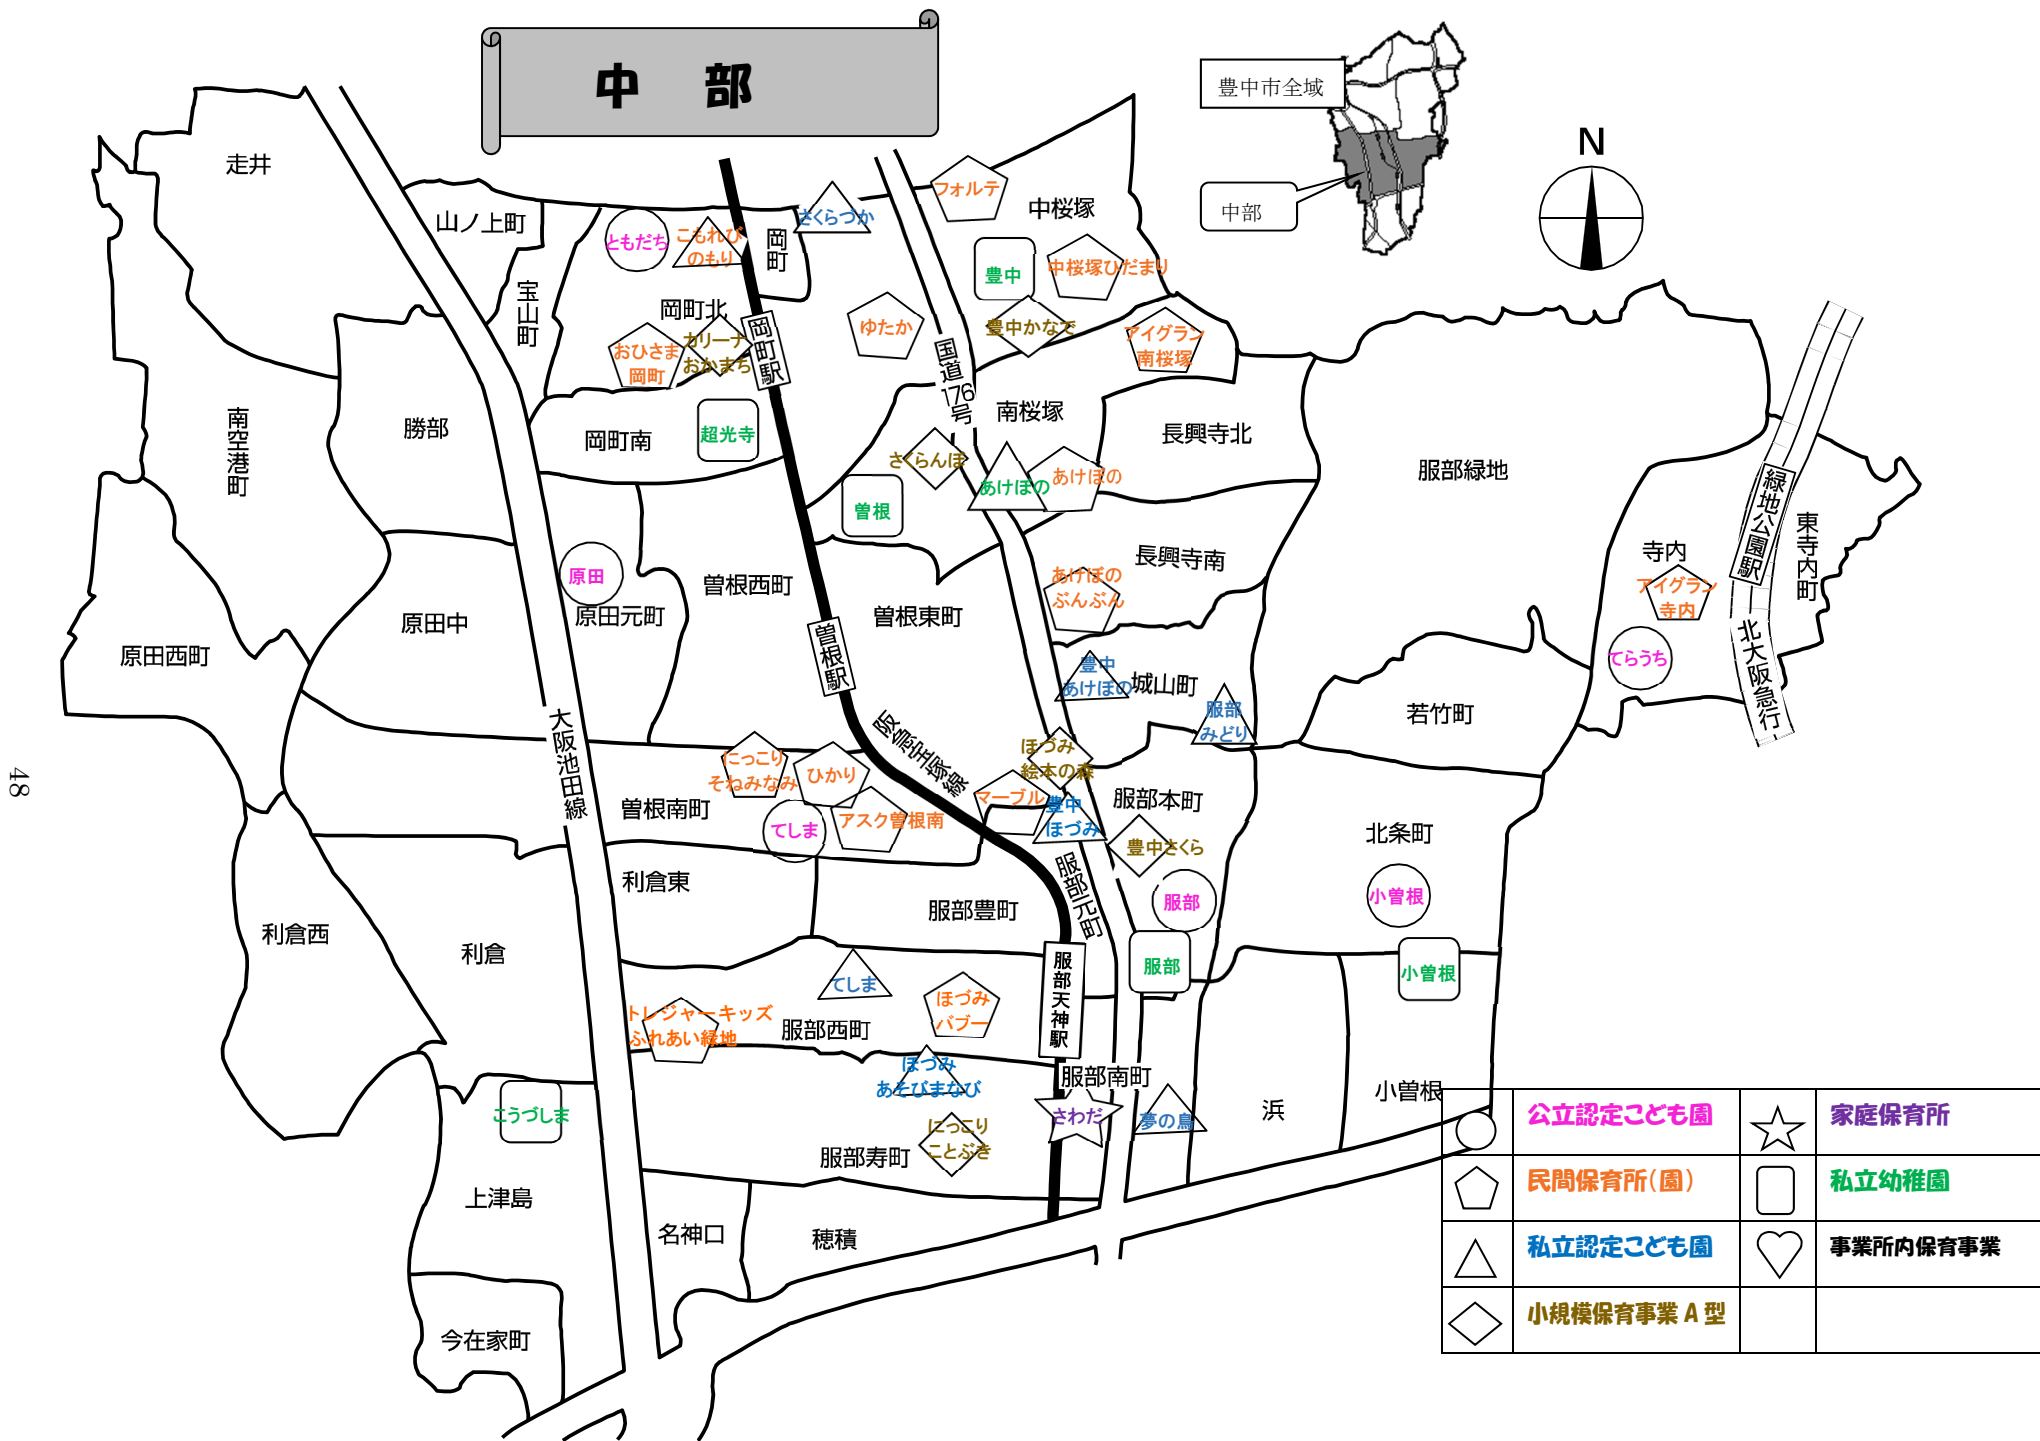 中　部
豊中市全域
中部
N
走井
山ノ上町
宝山町
ともだち
こもれび
のもり
岡町
さくらづか
フォルテ
中桜塚
豊中
中桜塚ひだまり
岡町北
おひさま
岡町
カリーナ
おかまち
岡町駅
ゆたか
国道176号
豊中かなで
アイグラン
南桜塚
南空港町
勝部
岡町南
超光寺
南桜塚
長興寺北
服部緑地
さくらんぼ
あけぼの
あけぼの
曽根
緑地公園駅
東寺内町
寺内
アイグラン
寺内
てらうち
北大阪急行
原田
原田元町
曽根西町
長興寺南
あけぼの
ぶんぶん
原田中
曽根東町
原田西町
曽根駅
豊中
あけぼの
城山町
服部
みどり
若竹町
大阪池田線
阪急宝塚線
にっこり
そねみなみ
ひかり
ほづみ
絵本の森
マーブル
豊中
ほづみ
服部本町
曽根南町
てしま
アスク曽根南
豊中さくら
北条町
48
利倉東
服部元町
服部
小曽根
服部豊町
利倉西
利倉
服部天神駅
服部
小曽根
てしま
ほづみ
バブー
トレジャーキッズ
ふれあい緑地
服部西町
ほづみ
あそびまなび
服部南町
さわだ
夢の鳥
浜
小曽根
こうづしま
にっこり
ことぶき
服部寿町
上津島
名神口
穂積
今在家町
公立認定こども園
家庭保育所
民間保育所（園）
私立幼稚園
私立認定こども園
事業所内保育事業
小規模保育事業A型